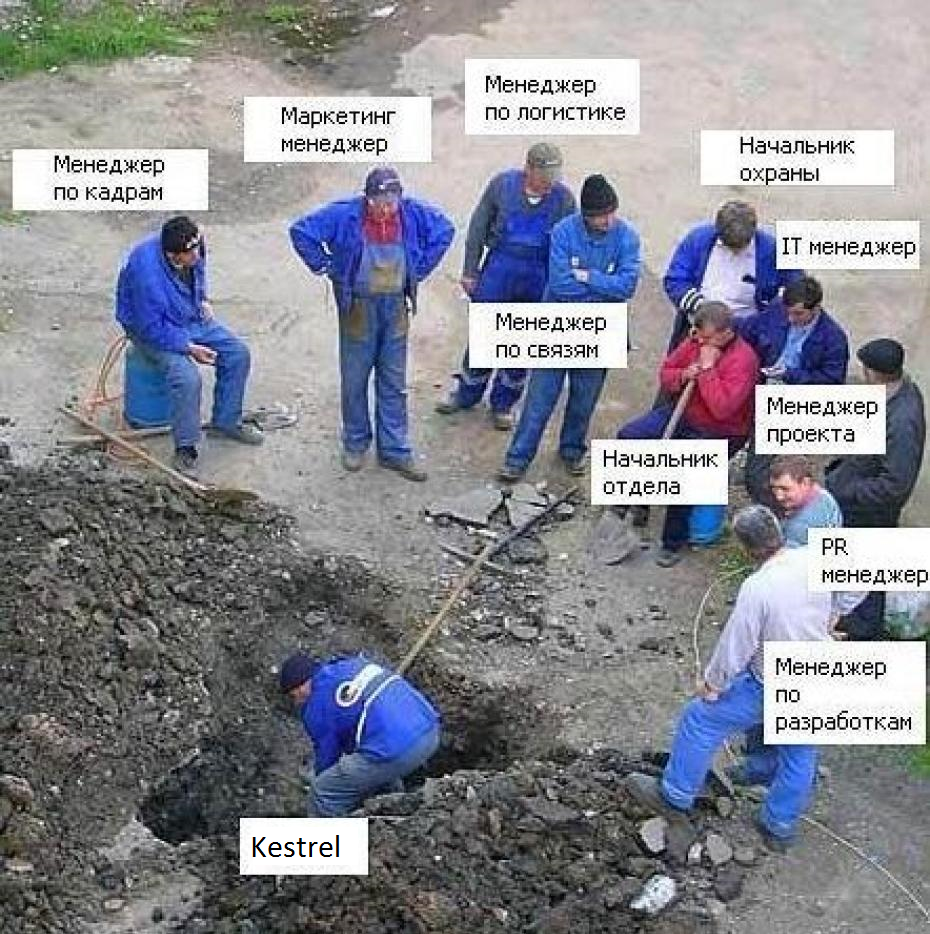 Менеджер
по логистике
Маркетинг
менеджер
Начальник
охраны
Менеджер
по кадрам
IT менеджер
Менеджер
по связям
Менеджер
проекта
Начальник
отдела
PR
менеджер
Менеджер
по
разработкам
Kestrel